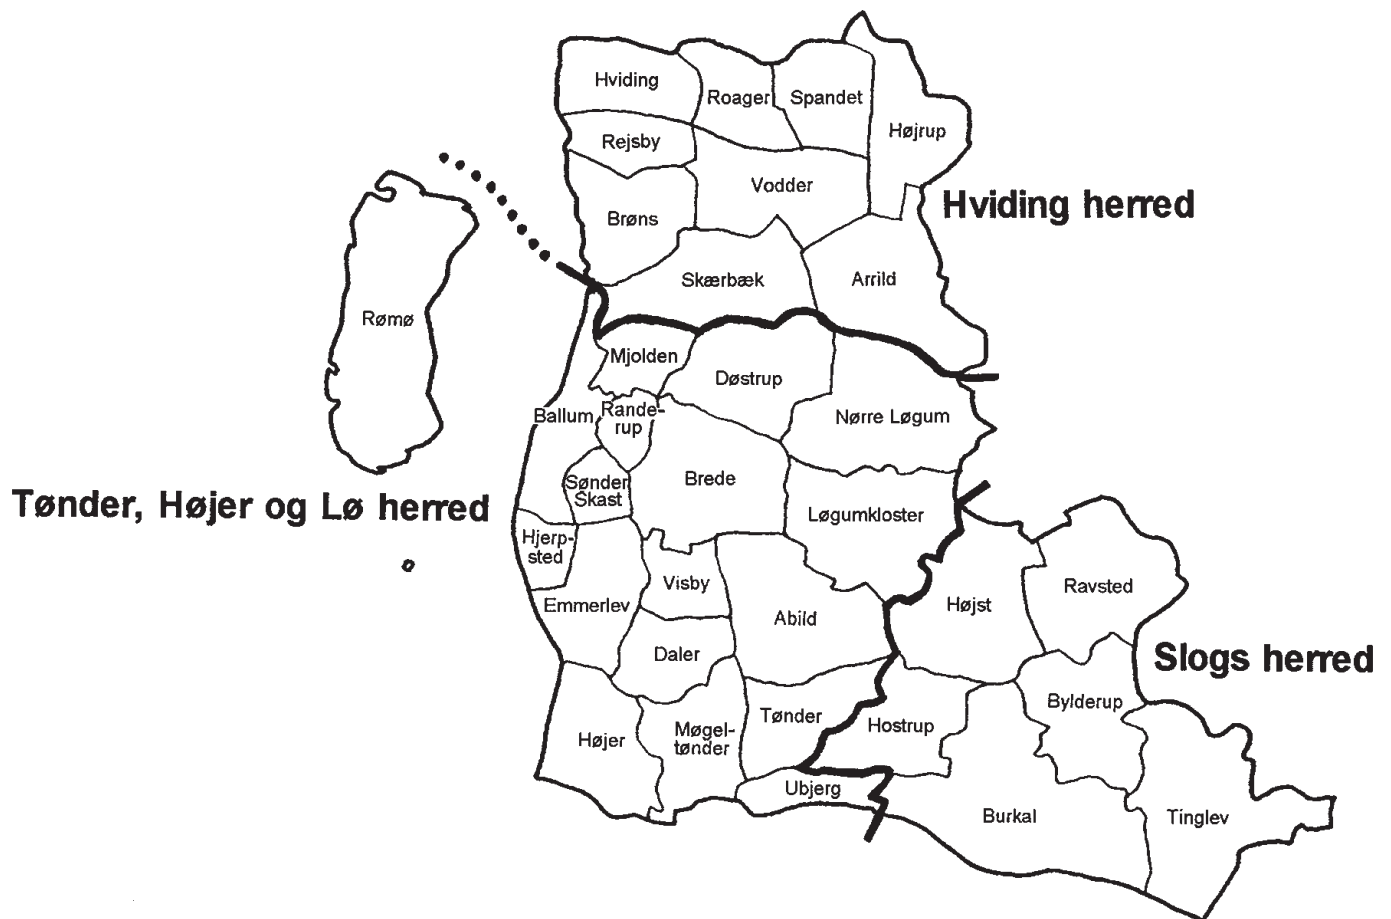 Hviding
Roager
Spandet
Højrup
Rejsby
Vodder
Brøns
Hviding herred
Skærbæk
Arrild
Rømø
Mjolden
Døstrup
Ballum
Rande-
rup
Nørre Løgum
Sønder
Skast
Brede
Tønder, Højer og Lø herred
Løgumkloster
Hjerp-
sted
Visby
Emmerlev
Abild
Højst
Ravsted
Daler
Slogs herred
Bylderup
Tønder
Hostrup
Højer
Møgel-
tønder
Ubjerg
Burkal
Tinglev